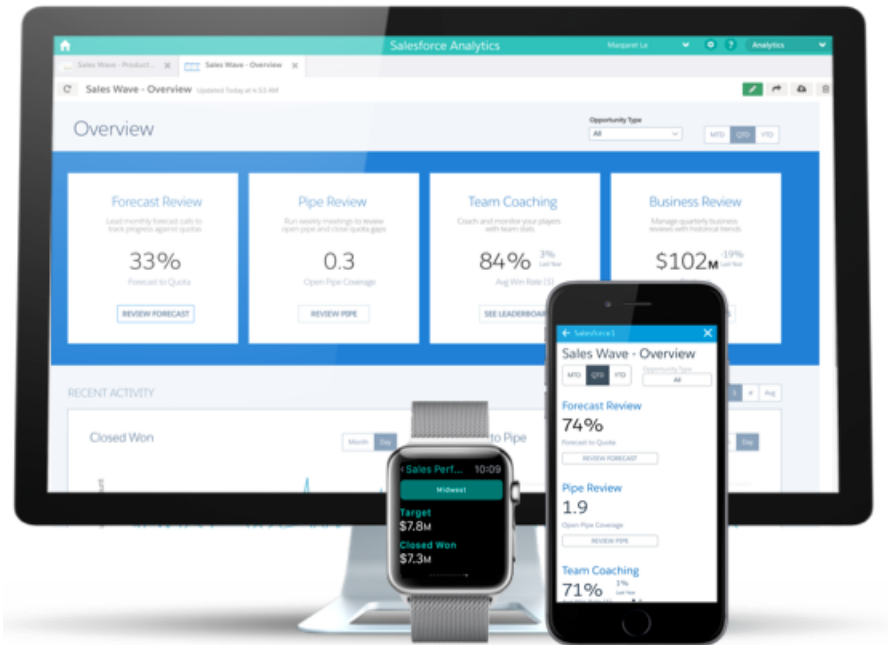 Salesforce Analytics
Margaret Le
Analytics
Sales Wave - Product...
Sales Wave - Overview
Sales Wave - Overview Updated Today at 4:53 AM
Overview
Opportunity Type
All
MTD QTD YTD
Forecast Review
Lead monthly forecast calls to
track progress against quotas
33%
Forecast to Quota
REVIEW FORECAST
Pipe Review
Run weekly meetings to review
open pipe and close quota gaps
0.3
Open Pipe Coverage
REVIEW PIPE
Team Coaching
Coach and monitor your players
with team stats
84% 3%
Last Year
Avg Win Rate ($)
SEE LEADERBOAR
Business Review
Manage quarterly business
reviews with historical trends
$102M -19%
Last Year
RECENT ACTIVITY
$ # Avg
Closed Won
Month Day
to Pipe
Day
Sales Perf... 10:09
Midwest
Target
$7.8M
Closed Won
$7.3M
Salesforce1
Sales Wave - Overview
MTD QTD YTD
Opportunity Type
All
Forecast Review
74%
Forecast to Quota
REVIEW FORECAST
Pipe Review
1.9
Open Pipe Coverage
REVIEW PIPE
Team Coaching
71% 1%
Last Year